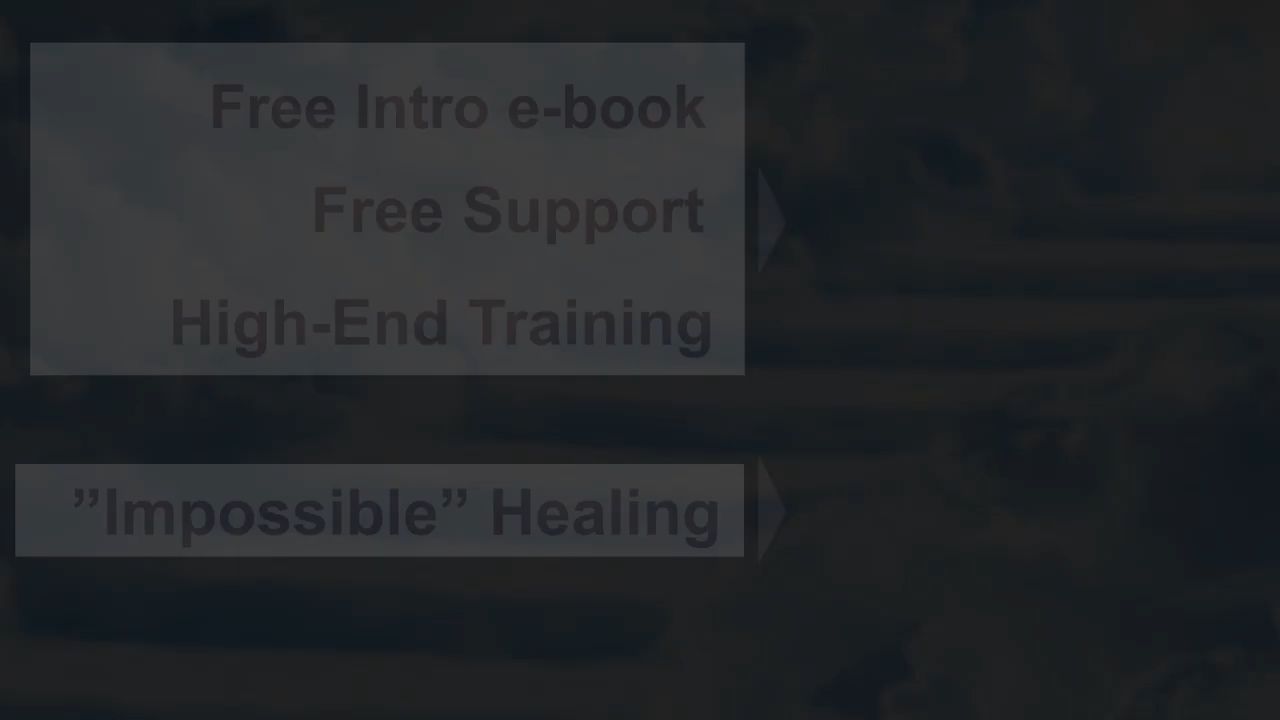 Free Intro e-book
Free Support
High-End Training
”Impossible” Healing